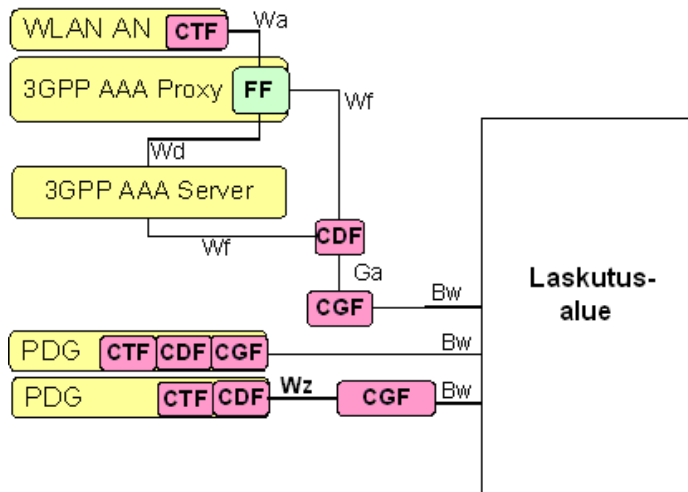 WLAN AN CTF Wa
3GPP AAA Proxy FF Wf
Wd
3GPP AAA Server
Wf CDF
Ga
CGF Bw
Laskutus-
alue
PDG CTF CDF CGF Bw
PDG CTF CDF Wz CGF Bw